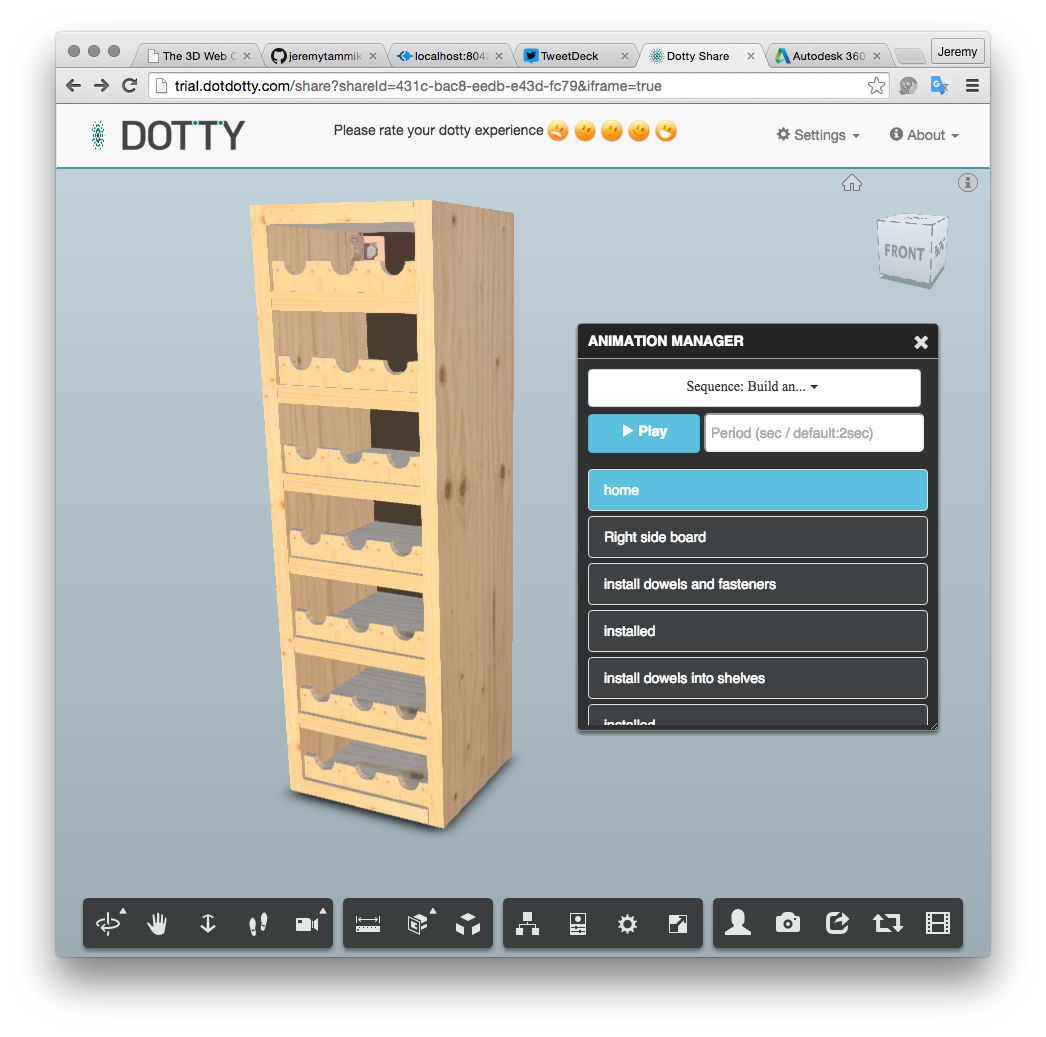 The 3D Web C
jeremytammik
localhost:804
TweetDeck
Dotty Share
Autodesk 360
Jeremy
trial.dotdotty.com/share?shareId=431c-bac8-eedb-e43d-fc79&iframe=true
DOTTY
Please rate your dotty experience
Settings
About
FRONT
ANIMATION MANAGER
Sequence: Build an...
Play
Period (sec / default:2sec)
home
Right side board
install dowels and fasteners
installed
install dowels into shelves
installed